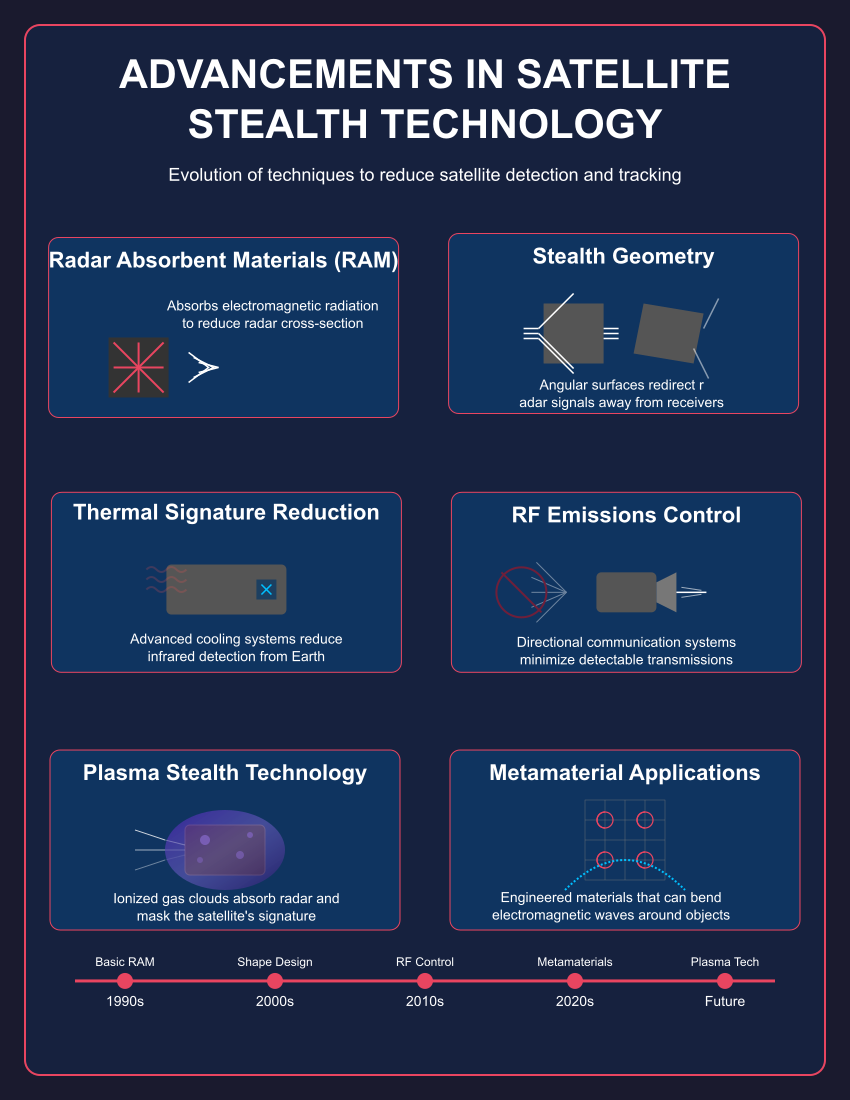 ADVANCEMENTS IN SATELLITE
STEALTH TECHNOLOGY
Evolution of techniques to reduce satellite detection and tracking
Radar Absorbent Materials (RAM)
Absorbs electromagnetic radiation
to reduce radar cross-section
Stealth Geometry
Angular surfaces redirect r
adar signals away from receivers
Thermal Signature Reduction
Advanced cooling systems reduce
infrared detection from Earth
RF Emissions Control
Directional communication systems
minimize detectable transmissions
Plasma Stealth Technology
Ionized gas clouds absorb radar and
mask the satellite's signature
Metamaterial Applications
Engineered materials that can bend
electromagnetic waves around objects
Basic RAM
Shape Design
RF Control
Metamaterials
Plasma Tech
1990s
2000s
2010s
2020s
Future